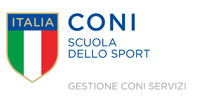 ITALIA
CONI
SCUOLA
DELLO SPORT
GESTIONE CONI SERVIZI